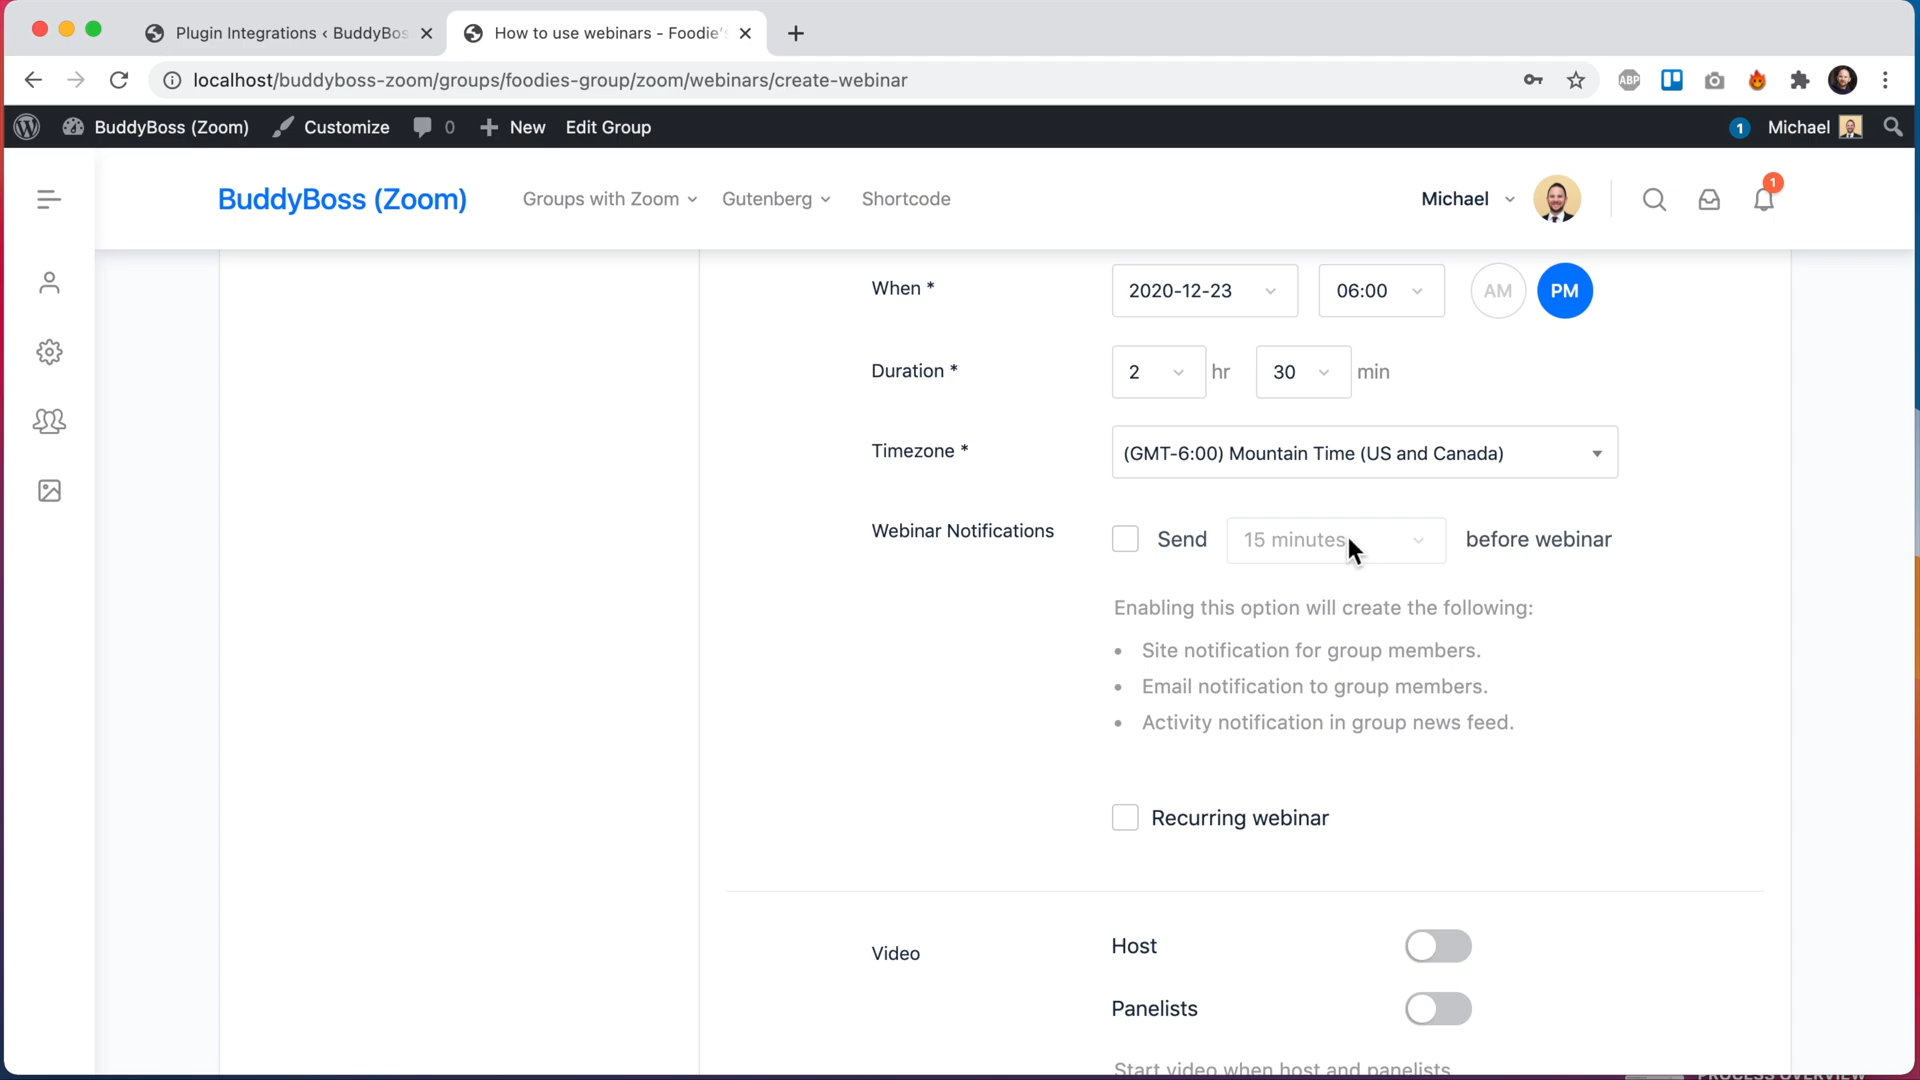 Plugin Integrations ‹ BuddyBos
How to use webinars - Foodie's
localhost/buddyboss-zoom/groups/foodies-group/zoom/webinars/create-webinar
ABP
BuddyBoss (Zoom) Customize 0 New Edit Group 1 Michael
BuddyBoss (Zoom) Groups with Zoom Gutenberg Shortcode Michael 1
When * 2020-12-23 06:00 AM PM
Duration * 2 hr 30 min
Timezone * (GMT-6:00) Mountain Time (US and Canada)
Webinar Notifications Send 15 minutes before webinar
Enabling this option will create the following:
• Site notification for group members.
• Email notification to group members.
• Activity notification in group news feed.
Recurring webinar
Video Host
Panelists
Start video when host and panelists
PROCESS OVERVIEW